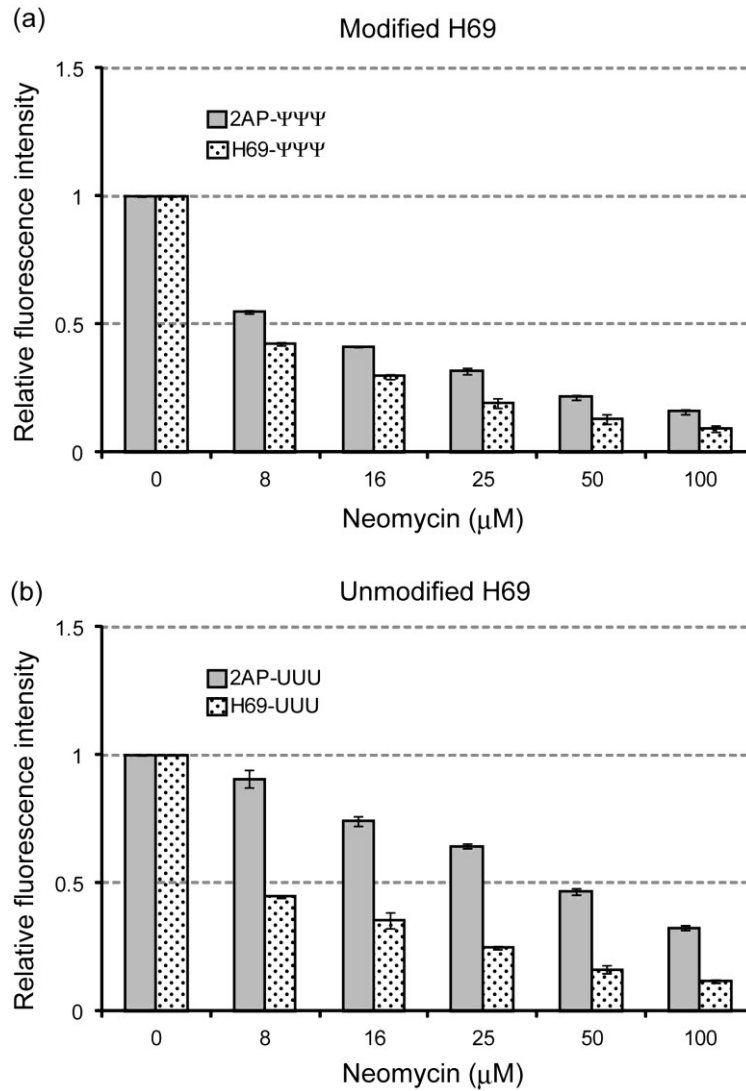 (a)
Modified H69
1.5
2AP-ΨΨΨ
H69-ΨΨΨ
1
0.5
0
Relative fluorescence intensity
0 8 16 25 50 100
Neomycin (μM)
(b)
Unmodified H69
1.5
2AP-UUU
H69-UUU
1
0.5
0
Relative fluorescence intensity
0 8 16 25 50 100
Neomycin (μM)